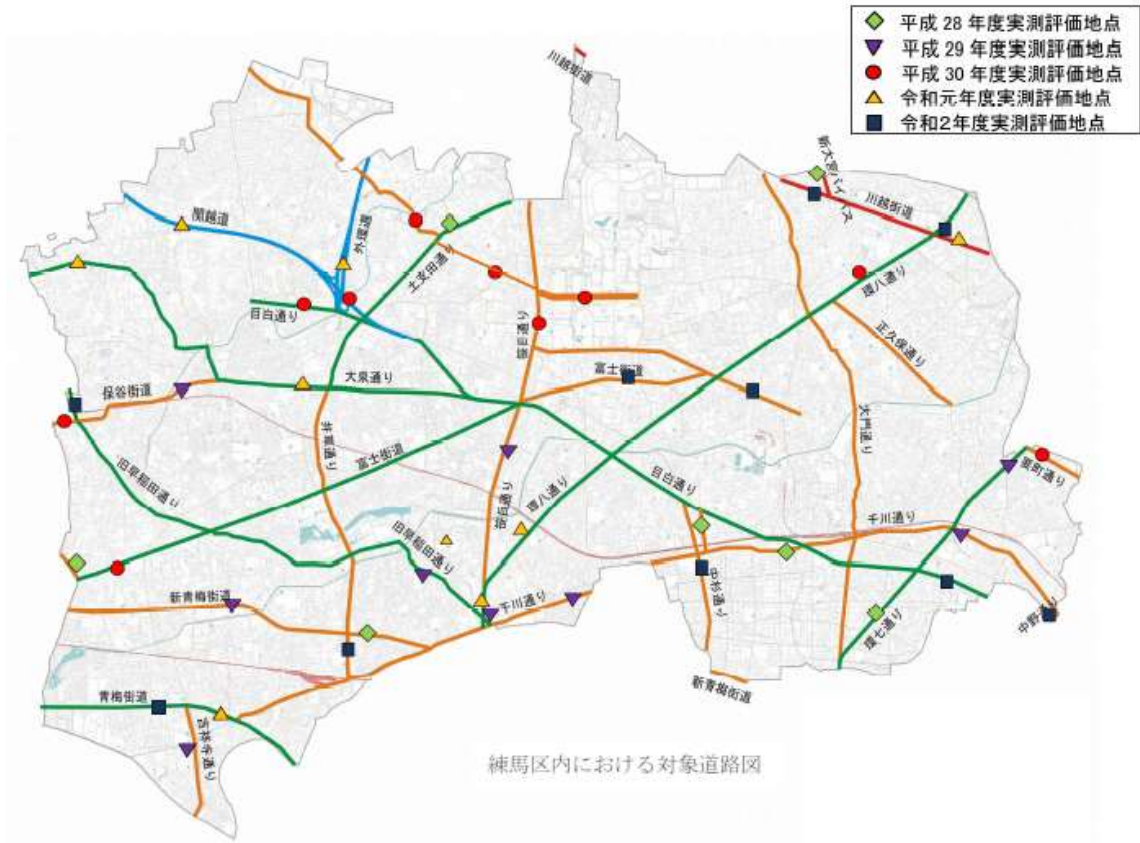 平成 28 年度実測評価地点
平成 29 年度実測評価地点
平成 30 年度実測評価地点
令和元年度実測評価地点
令和2年度実測評価地点
川越街道
新大宮バイパス
川越街道
関越道
外環道
土支田通り
環八通り
目白通り
笹目通り
正久保通り
富士街道
大泉通り
保谷街道
井草通り
大門通り
富士街道
旧早稲田通り
目白通り
要町通り
笹目通り
環八通り
旧早稲田通り
千川通り
新青梅街道
千川通り
中杉通り
環七通り
新青梅街道
青梅街道
吉祥寺通り
練馬区内における対象道路図